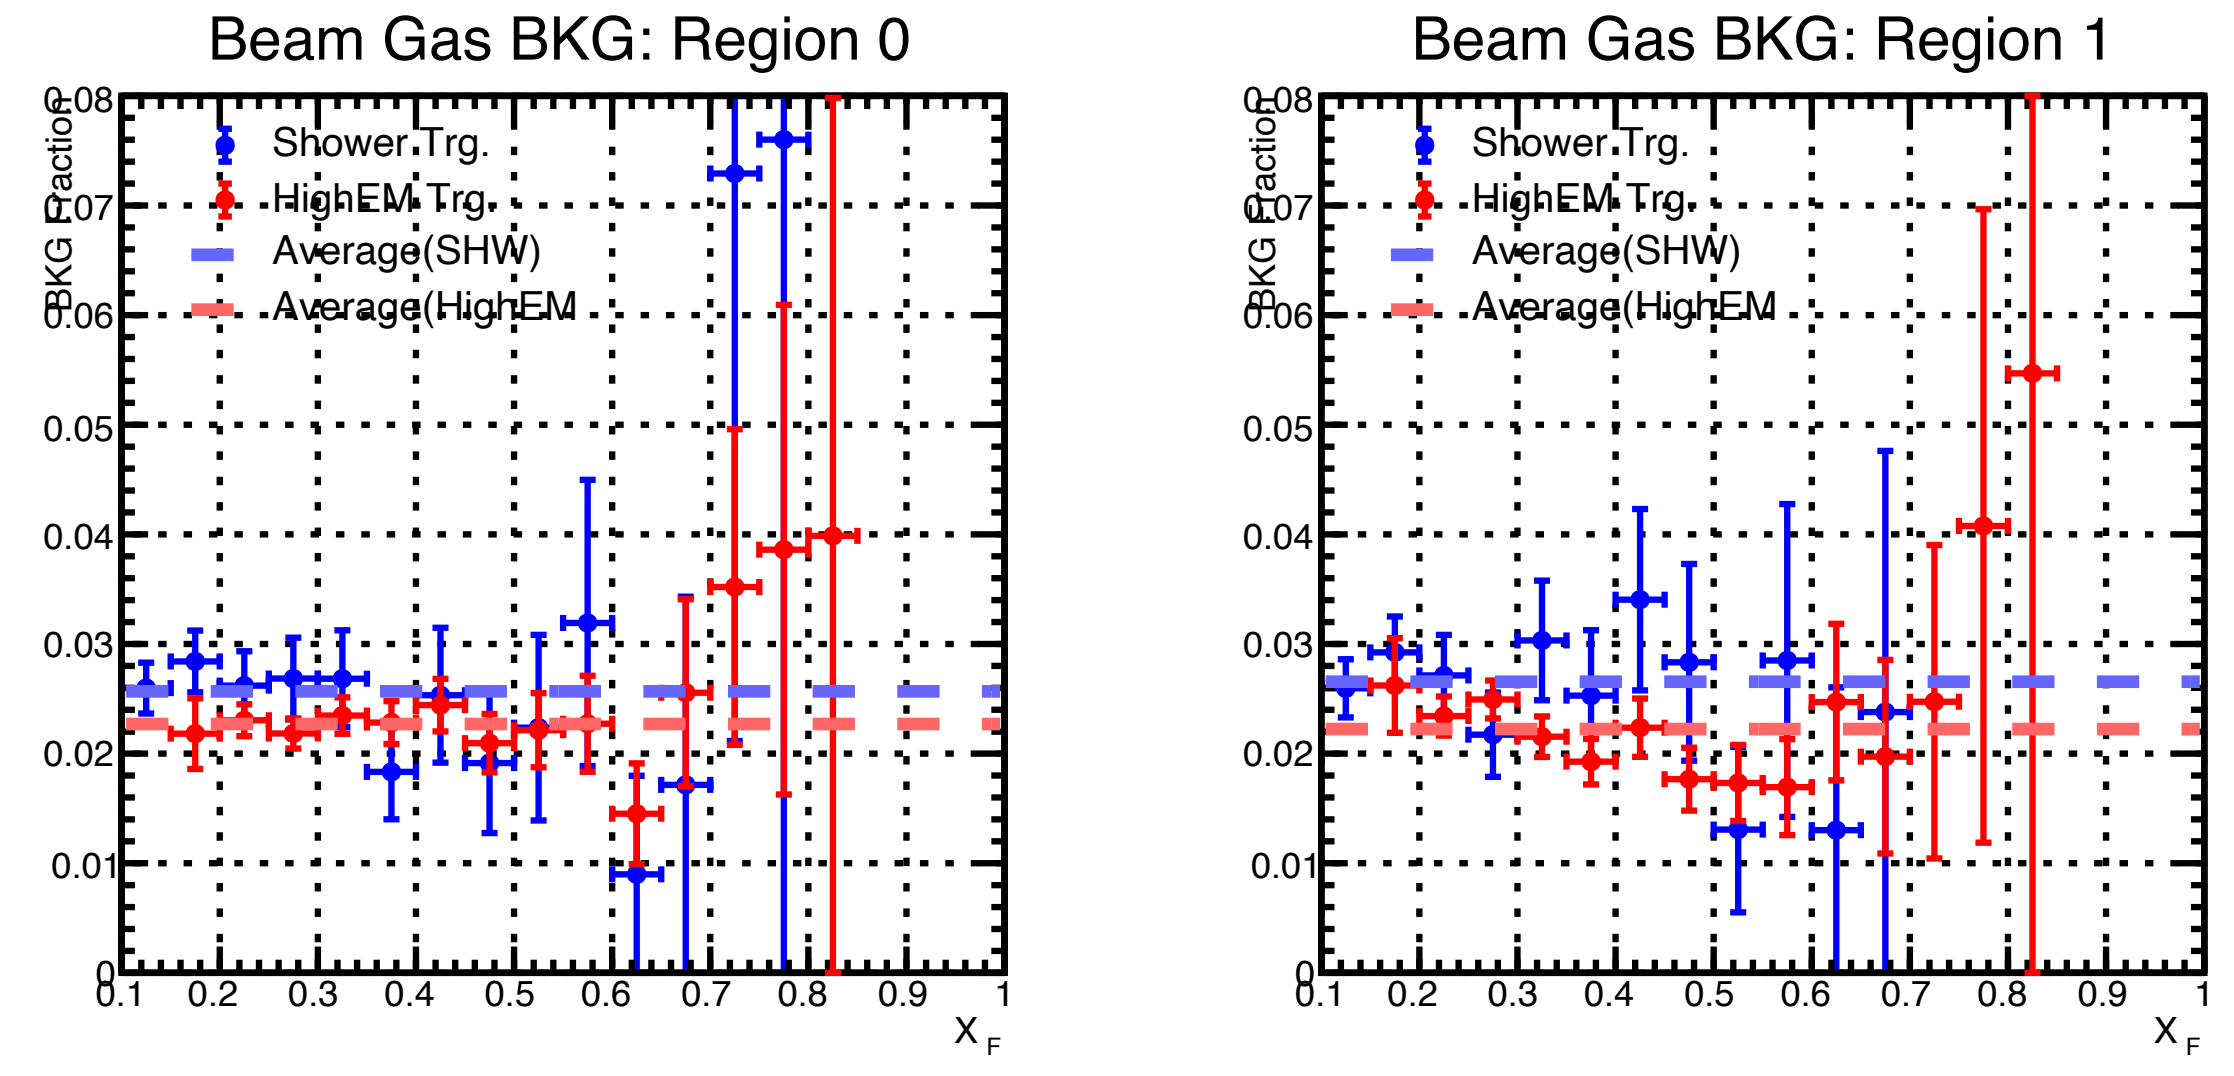 Beam Gas BKG: Region 0
BKG Fraction
0.08
0.07
0.06
0.05
0.04
0.03
0.02
0.01
0
Shower Trg.
HighEM Trg.
Average(SHW)
Average(HighEM
0.1 0.2 0.3 0.4 0.5 0.6 0.7 0.8 0.9 1
X F
Beam Gas BKG: Region 1
BKG Fraction
0.08
0.07
0.06
0.05
0.04
0.03
0.02
0.01
0
Shower Trg.
HighEM Trg.
Average(SHW)
Average(HighEM
0.1 0.2 0.3 0.4 0.5 0.6 0.7 0.8 0.9 1
X F